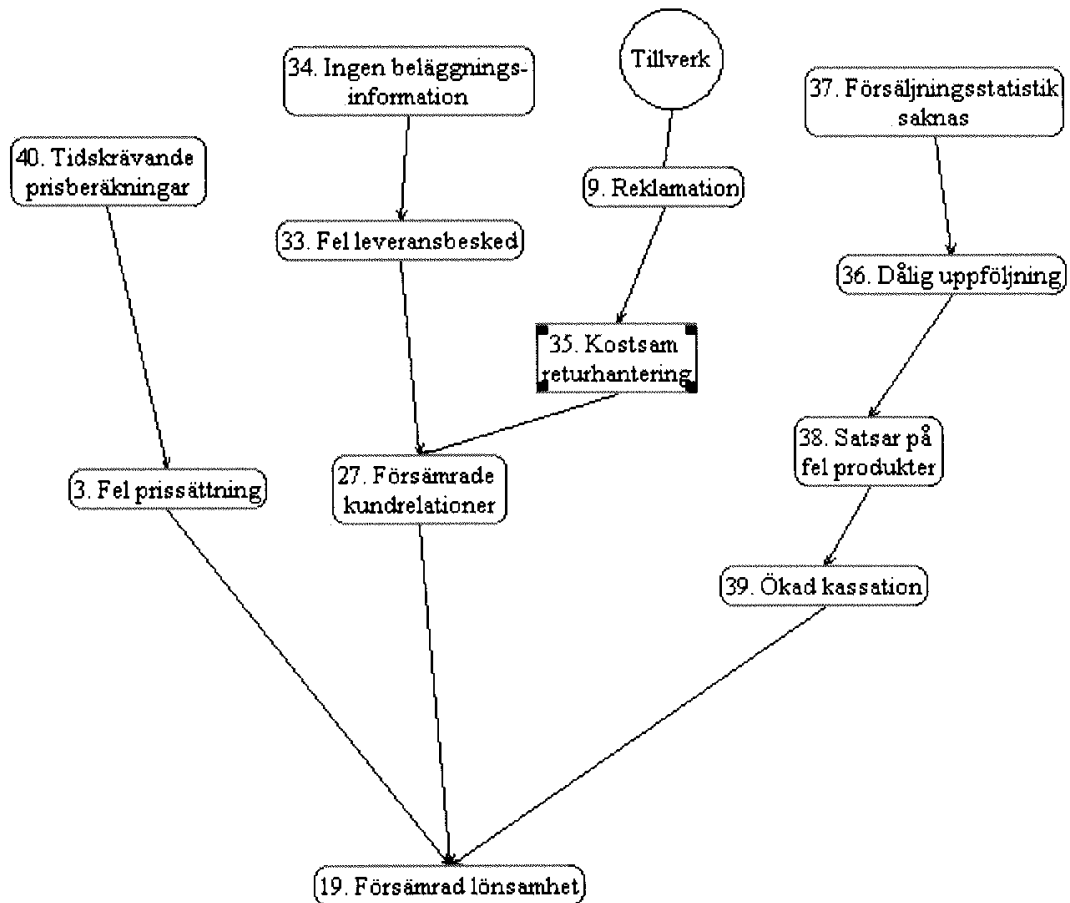 34. Ingen beläggnings-
information
Tillverk
37. Försäljningsstatistik
saknas
40. Tidskrävande
prisberäkningar
9. Reklamation
33. Fel leveransbesked
36. Dålig uppföljning
35. Kostsam
returhantering
38. Satsar på
fel produkter
3. Fel prissättning
27. Försämrade
kundrelationer
39. Ökad kassation
19. Försämrad lönsamhet